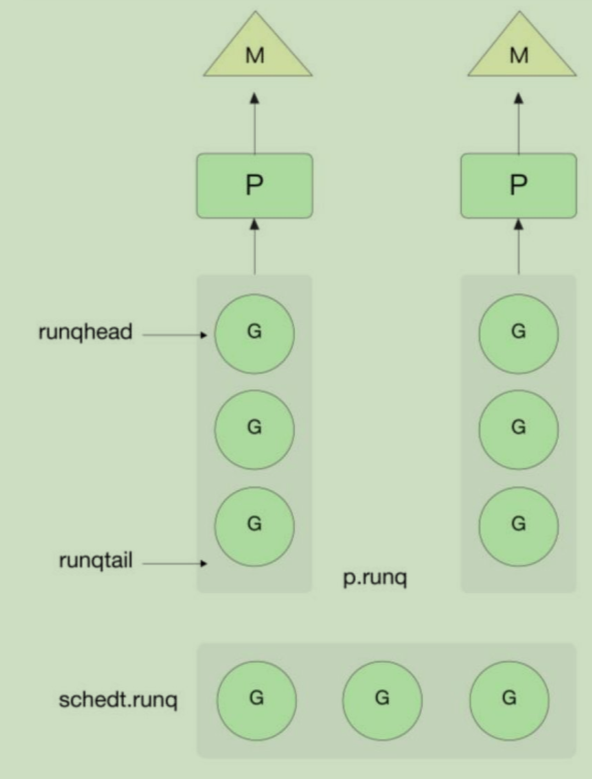 M M
P P
runqhead G G
G G
G G
runqtail
p.runq
schedt.runq G G G